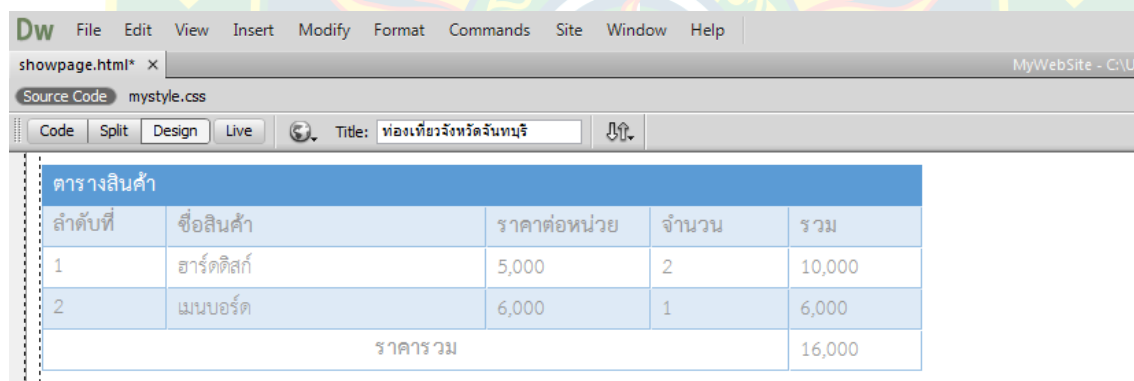 Dw File Edit View Insert Modify Format Commands Site Window Help
showpage.html* × MyWebSite - C:\U
Source Code mystyle.css
Code Split Design Live Title: ท่องเที่ยวจังหวัดจันทบุรี
ตารางสินค้า
ลำดับที่ ชื่อสินค้า ราคาต่อหน่วย จำนวน รวม
1 ฮาร์ดดิสก์ 5,000 2 10,000
2 เมนบอร์ด 6,000 1 6,000
ราคารวม 16,000